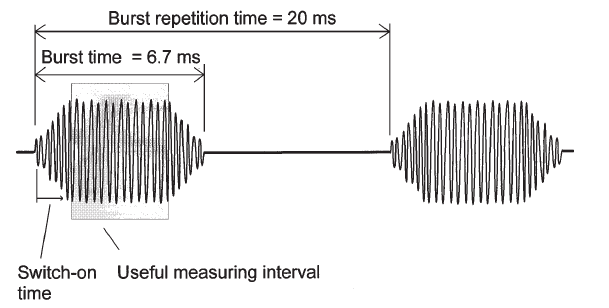 Burst repetition time = 20 ms
Burst time = 6.7 ms
Switch-on
time
Useful measuring interval